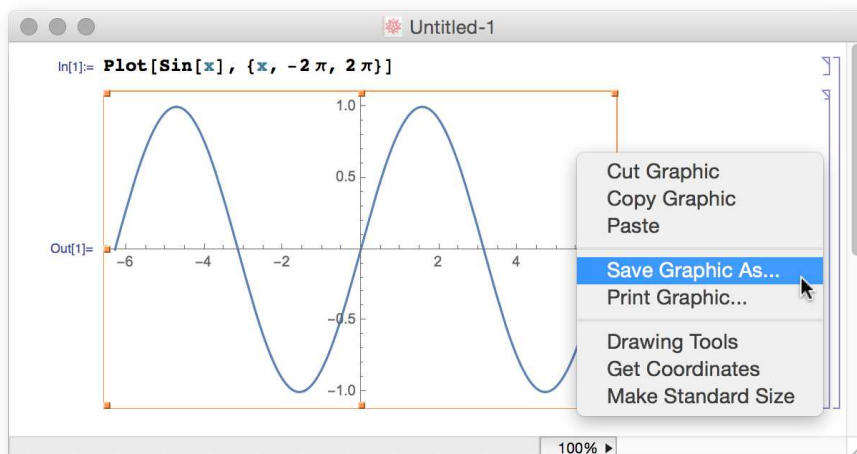 Untitled-1
In[1]:= Plot[Sin[x], {x, -2 π, 2 π}]
1.0
0.5
Out[1]=
-6 -4 -2 2 4
-0.5
-1.0
Cut Graphic
Copy Graphic
Paste
Save Graphic As...
Print Graphic...
Drawing Tools
Get Coordinates
Make Standard Size
100%